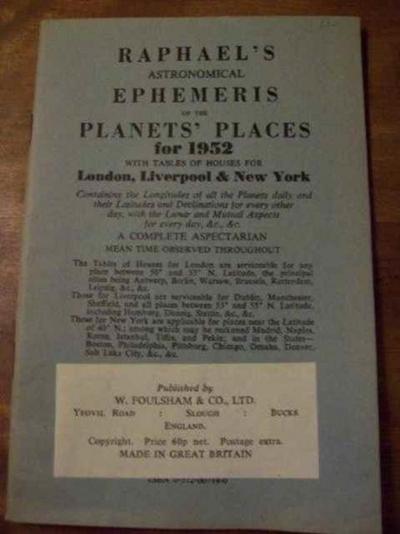 RAPHAEL'S
ASTRONOMICAL
EPHEMERIS
OF THE
PLANETS' PLACES
for 1952
WITH TABLES OF HOUSES FOR
London, Liverpool & New York
Containing the Longitudes of all the Planets daily and
their Latitudes and Declinations for every other
day, with the Lunar and Mutual Aspects
for every day, &c., &c.
A COMPLETE ASPECTARIAN
MEAN TIME OBSERVED THROUGHOUT
The Tables of Houses for London are serviceable for any
place between 50° and 53° N. Latitude, the principal
cities being Antwerp, Berlin, Warsaw, Brussels, Rotterdam,
Leipzig, &c., &c.
Those for Liverpool are serviceable for Dublin, Manchester,
Sheffield, and all places between 53° and 55° N. Latitude,
including Hamburg, Danzig, Stettin, &c., &c.
Those for New York are applicable for places near the Latitude
of 40° N.; among which may be reckoned Madrid, Naples,
Istanbul, Tiflis, and Pekin; and in the States—
Boston, Philadelphia, Pittsburg, Chicago, Omaha, Denver,
Salt Lake City, &c., &c.
Published by
W. FOULSHAM & CO., LTD.
YEOVIL ROAD : SLOUGH : BUCKS
ENGLAND.
Copyright. Price 60p net. Postage extra.
MADE IN GREAT BRITAIN